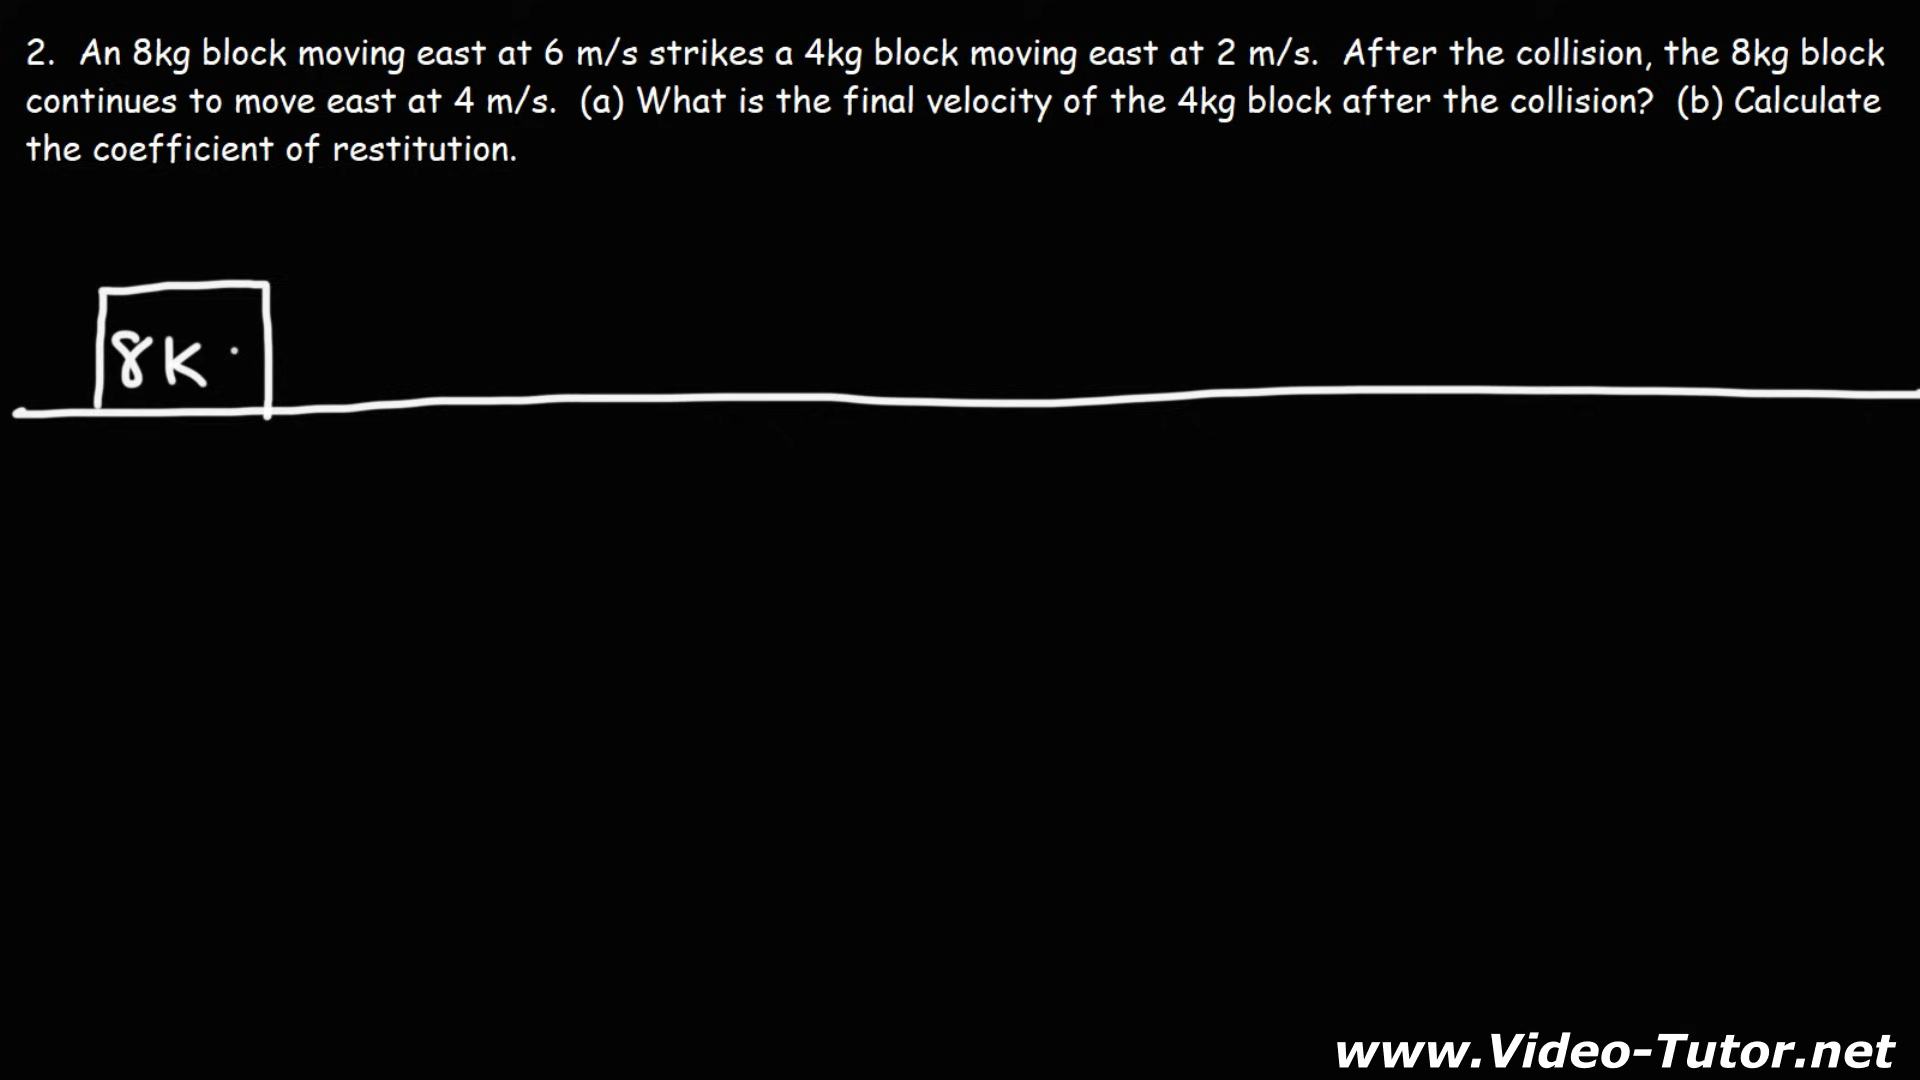 2. An 8kg block moving east at 6 m/s strikes a 4kg block moving east at 2 m/s. After the collision, the 8kg block
continues to move east at 4 m/s. (a) What is the final velocity of the 4kg block after the collision? (b) Calculate
the coefficient of restitution.
8K
www.Video-Tutor.net